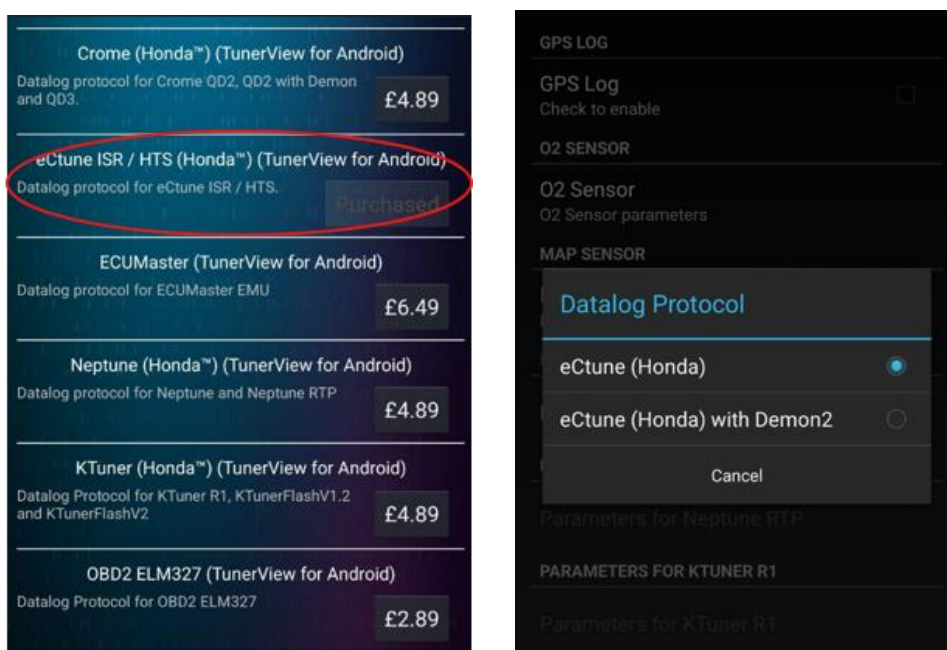 Crome (Honda™) (TunerView for Android)
Datalog protocol for Crome QD2, QD2 with Demon
and QD3.
£4.89
eCtune ISR / HTS (Honda™) (TunerView for Android)
Datalog protocol for eCtune ISR / HTS.
Purchased
ECUMaster (TunerView for Android)
Datalog protocol for ECUMaster EMU
£6.49
Neptune (Honda™) (TunerView for Android)
Datalog protocol for Neptune and Neptune RTP
£4.89
KTuner (Honda™) (TunerView for Android)
Datalog Protocol for KTuner R1, KTunerFlashV1.2
and KTunerFlashV2
£4.89
OBD2 ELM327 (TunerView for Android)
Datalog Protocol for OBD2 ELM327
£2.89
GPS LOG
GPS Log
Check to enable
O2 SENSOR
O2 Sensor
O2 Sensor parameters
MAP SENSOR
Datalog Protocol
eCtune (Honda)
eCtune (Honda) with Demon2
Cancel
Parameters for Neptune RTP
PARAMETERS FOR KTUNER R1
Parameters for KTuner R1